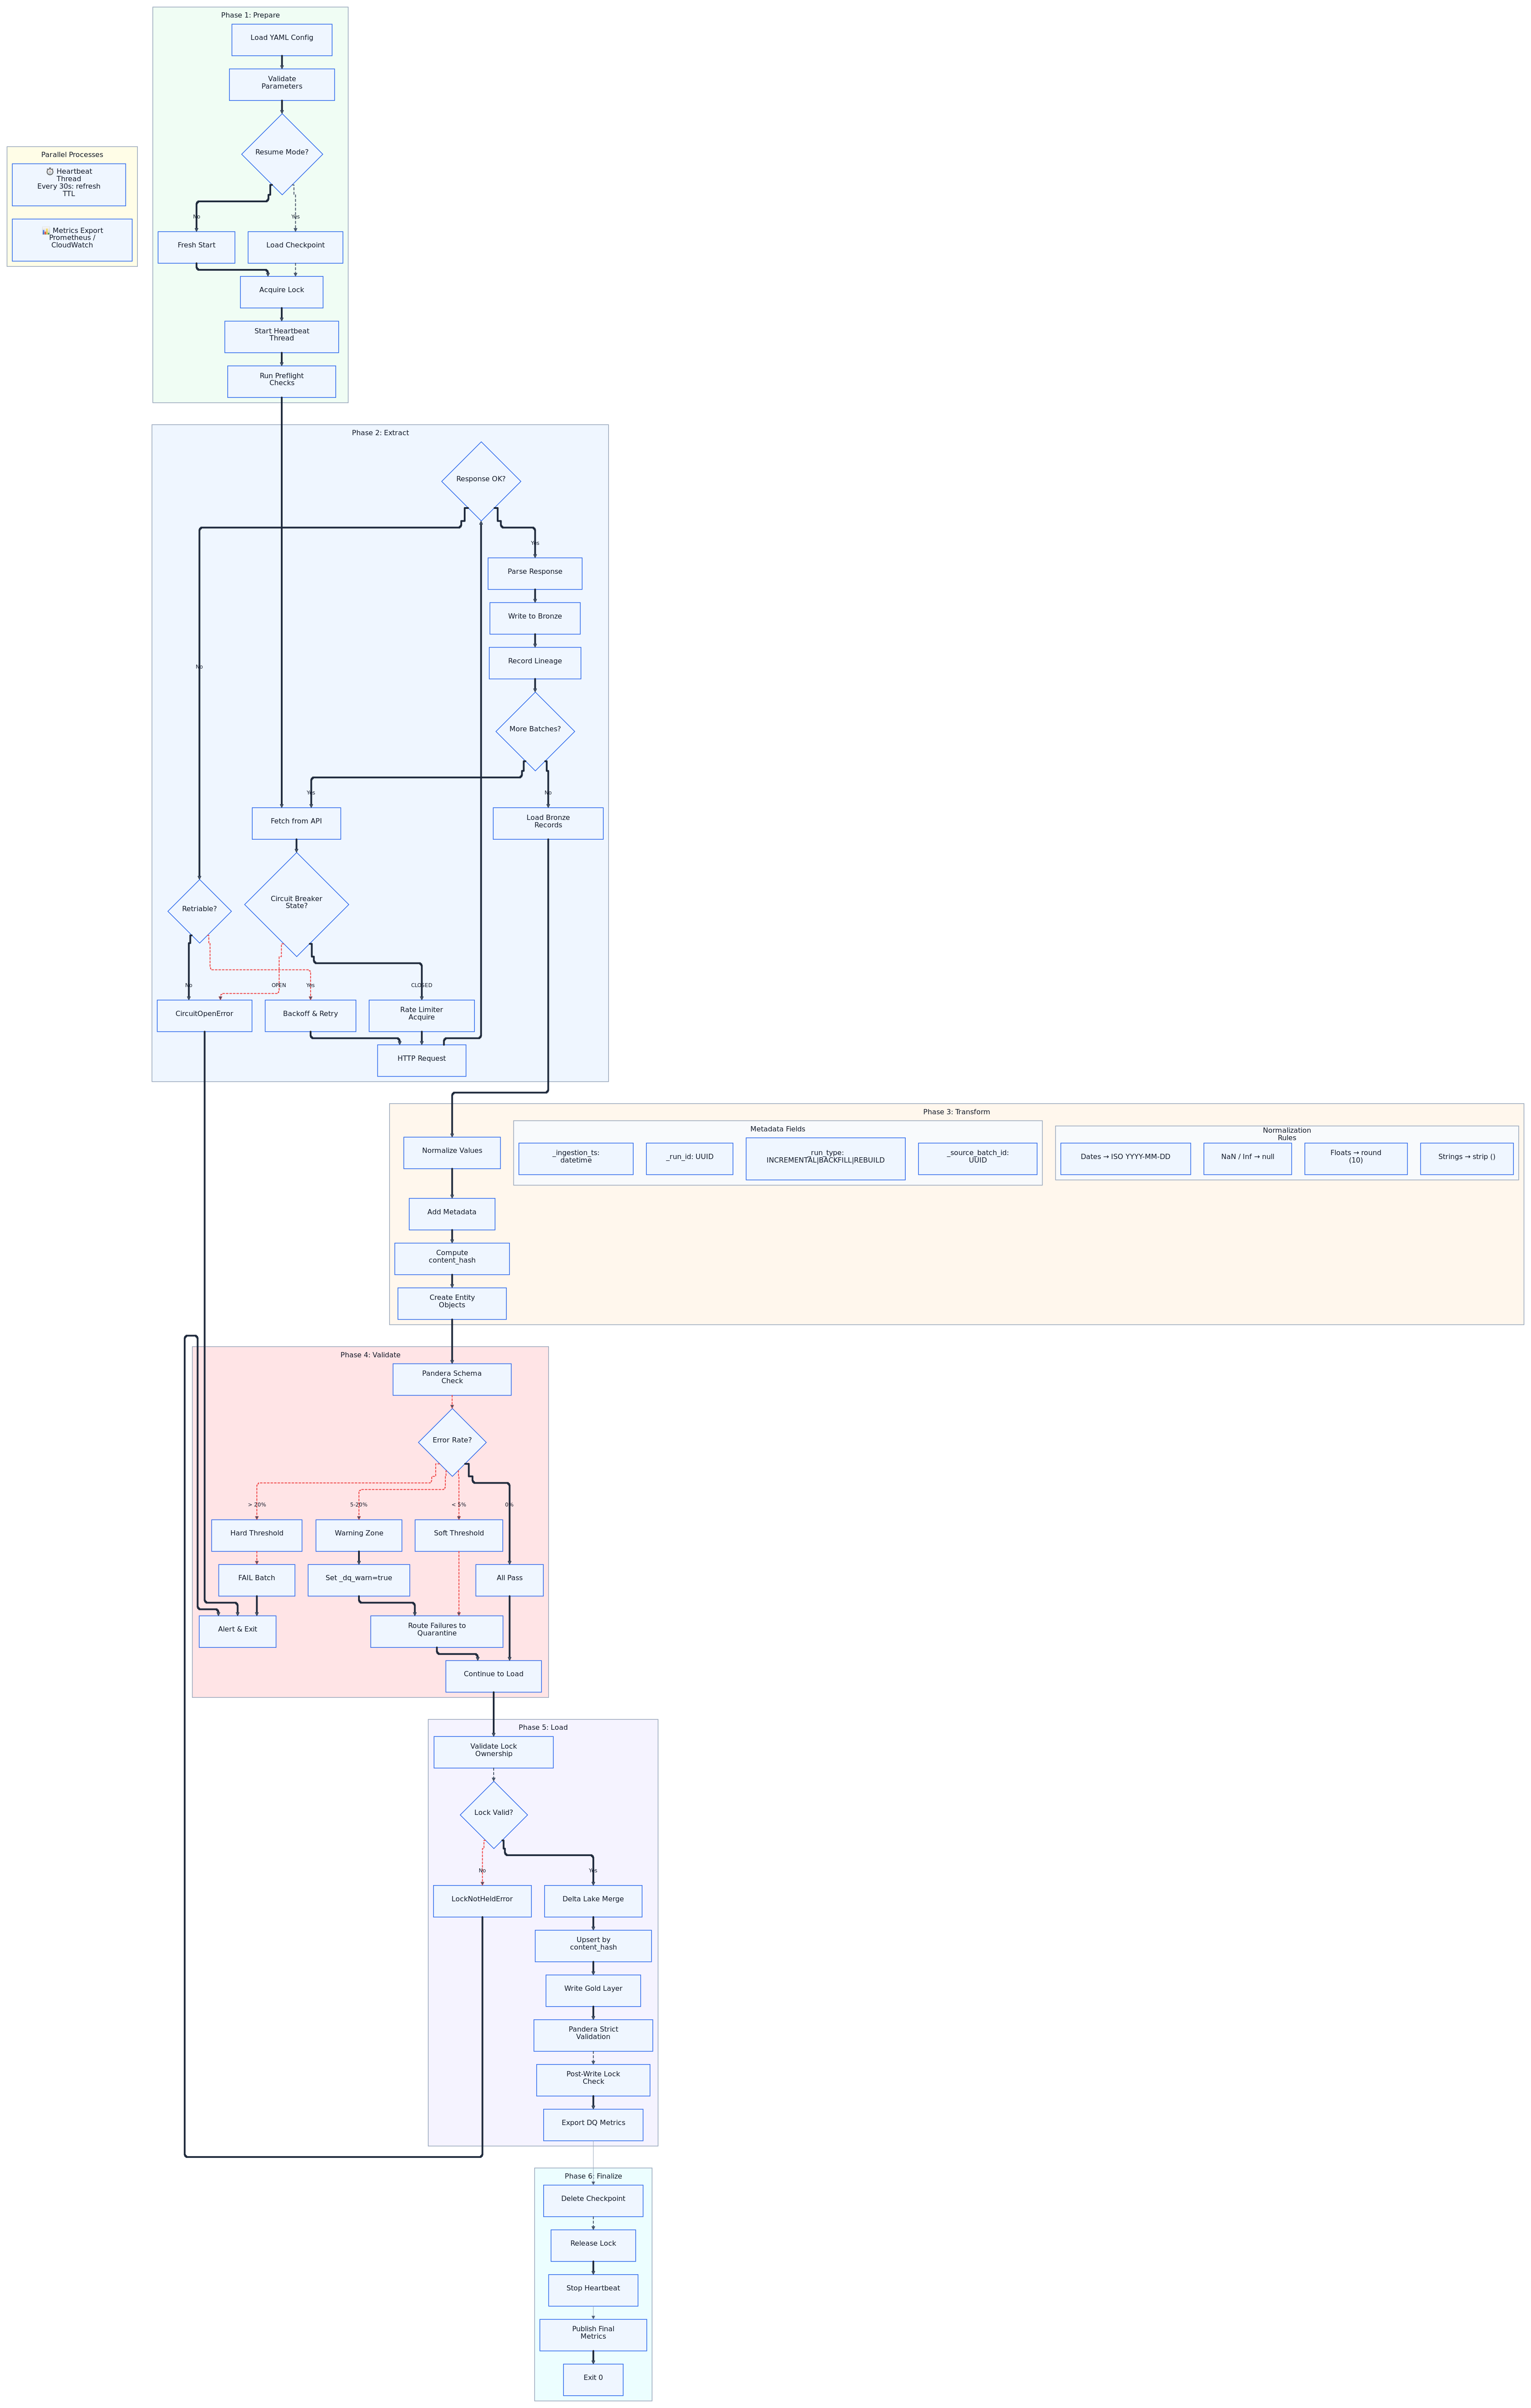 Phase 1: Prepare
Load YAML Config
Validate
Parameters
Resume Mode?
No
Yes
Fresh Start
Load Checkpoint
Acquire Lock
Start Heartbeat
Thread
Run Preflight
Checks
Parallel Processes
⏱️ Heartbeat
Thread
Every 30s: refresh
TTL
📊 Metrics Export
Prometheus /
CloudWatch
Phase 2: Extract
Response OK?
Yes
Parse Response
Write to Bronze
Record Lineage
No
More Batches?
Yes
No
Fetch from API
Load Bronze
Records
Retriable?
Circuit Breaker
State?
No
OPEN
Yes
CLOSED
CircuitOpenError
Backoff & Retry
Rate Limiter
Acquire
HTTP Request
Phase 3: Transform
Normalize Values
Metadata Fields
_ingestion_ts:
datetime
_run_id: UUID
run_type:
INCREMENTAL|BACKFILL|REBUILD
_source_batch_id:
UUID
Normalization
Rules
Dates → ISO YYYY-MM-DD
NaN / Inf → null
Floats → round
(10)
Strings → strip ()
Add Metadata
Compute
content_hash
Create Entity
Objects
Phase 4: Validate
Pandera Schema
Check
Error Rate?
> 20%
5-20%
< 5%
0%
Hard Threshold
Warning Zone
Soft Threshold
FAIL Batch
Set _dq_warn=true
All Pass
Alert & Exit
Route Failures to
Quarantine
Continue to Load
Phase 5: Load
Validate Lock
Ownership
Lock Valid?
No
Yes
LockNotHeldError
Delta Lake Merge
Upsert by
content_hash
Write Gold Layer
Pandera Strict
Validation
Post-Write Lock
Check
Export DQ Metrics
Phase 6: Finalize
Delete Checkpoint
Release Lock
Stop Heartbeat
Publish Final
Metrics
Exit 0